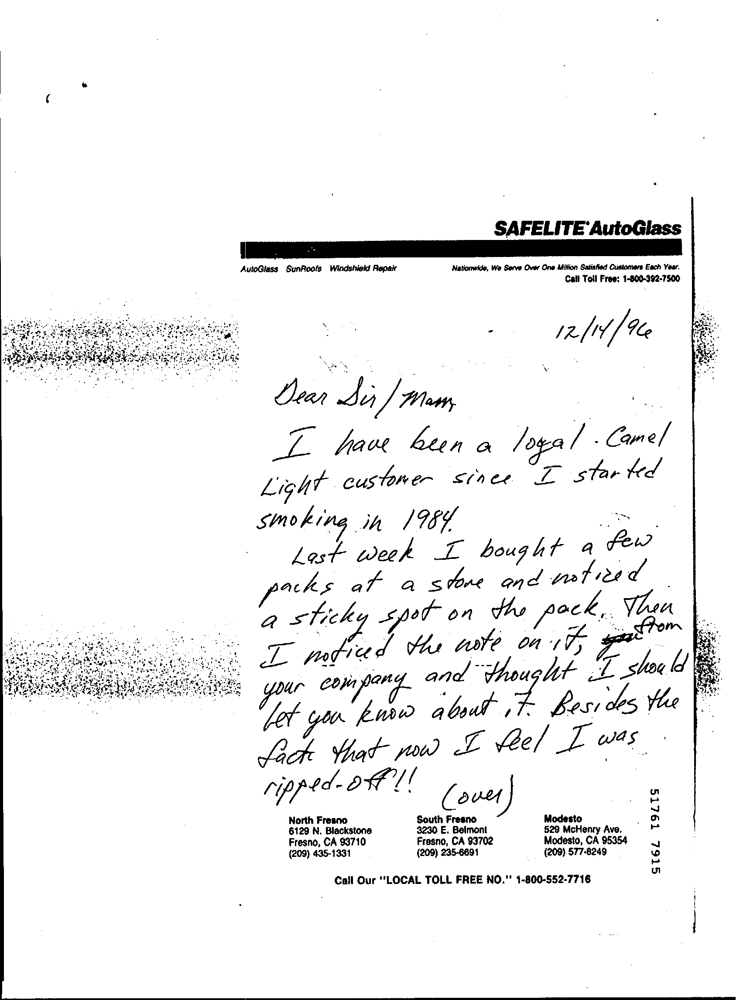 SAFELITE® AutoGlass
AutoGlass SunRoofs Windshield Repair
Nationwide, We Serve Over One Million Satisfied Customers Each Year.
Call Toll Free: 1-800-392-7500
12/14/96
Dear Sir/Mam,
I have been a loyal Camel
Light customer since I started
smoking in 1984.
Last week I bought a few
packs at a store and noticed
a sticky spot on the pack. Then
I noticed the note on it, from
your company and thought I should
let you know about it. Besides the
fact that now I feel I was
ripped-off!!
(over)
North Fresno
6129 N. Blackstone
Fresno, CA 93710
(209) 435-1331
South Fresno
3230 E. Belmont
Fresno, CA 93702
(209) 235-6691
Modesto
529 McHenry Ave.
Modesto, CA 95354
(209) 577-8249
Call Our "LOCAL TOLL FREE NO." 1-800-552-7716
51761 7915